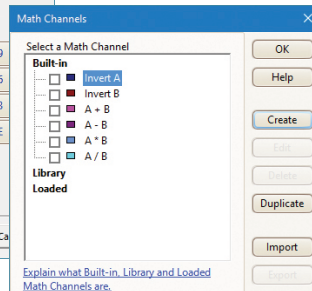 Math Channels
Select a Math Channel
Built-in
Invert A
Invert B
A + B
A - B
A * B
A / B
Library
Loaded
Explain what Built-in, Library and Loaded
Math Channels are.
OK
Help
Create
Edit
Delete
Duplicate
Import
Export
Ca